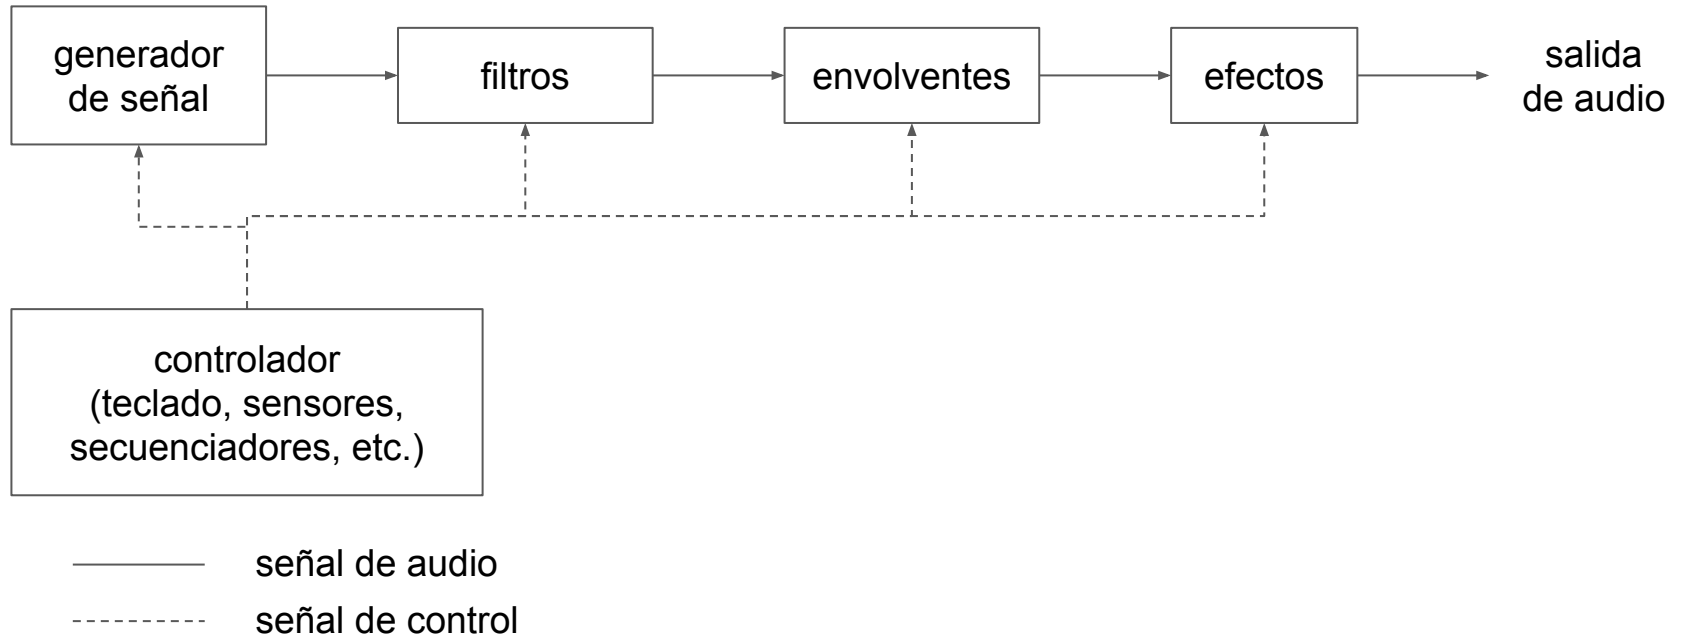 generador
de señal
filtros
envolventes
efectos
salida
de audio
controlador
(teclado, sensores,
secuenciadores, etc.)
señal de audio
señal de control